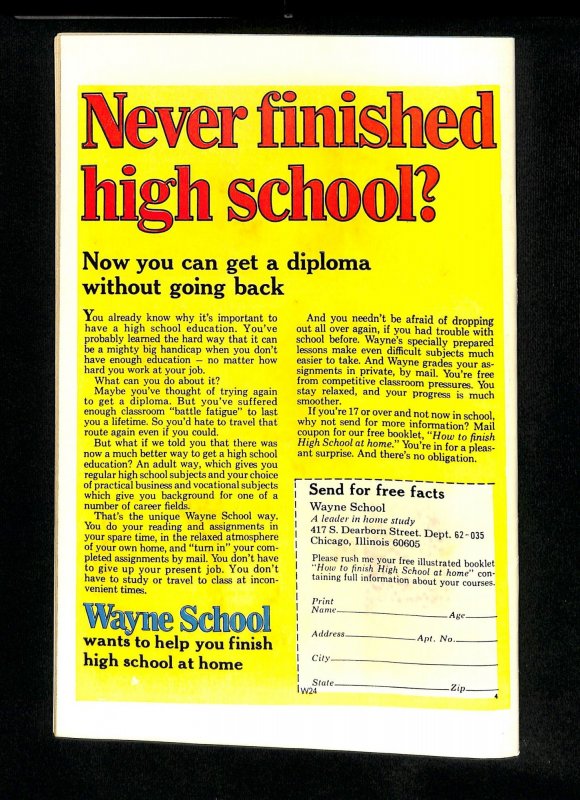 Never finished
high school?
Now you can get a diploma
without going back
You already know why it's important to
have a high school education. You've
probably learned the hard way that it can
be a mighty big handicap when you don't
have enough education – no matter how
hard you work at your job.
What can you do about it?
Maybe you've thought of trying again
to get a diploma. But you've suffered
enough classroom "battle fatigue" to last
you a lifetime. So you'd hate to travel that
route again even if you could.
But what if we told you that there was
now a much better way to get a high school
education? An adult way, which gives you
regular high school subjects and your choice
of practical business and vocational subjects
which give you background for one of a
number of career fields.
That's the unique Wayne School way.
You do your reading and assignments in
your spare time, in the relaxed atmosphere
of your own home, and "turn in" your com-
pleted assignments by mail. You don't have
to give up your present job. You don't
have to study or travel to class at incon-
venient times.
Wayne School
wants to help you finish
high school at home
And you needn't be afraid of dropping
out all over again, if you had trouble with
school before. Wayne's specially prepared
lessons make even difficult subjects much
easier to take. And Wayne grades your as-
signments in private, by mail. You're free
from competitive classroom pressures. You
stay relaxed, and your progress is much
smoother.
If you're 17 or over and not now in school,
why not send for more information? Mail
coupon for our free booklet, "How to finish
High School at home." You're in for a pleas-
ant surprise. And there's no obligation.
Send for free facts
Wayne School
A leader in home study
417 S. Dearborn Street. Dept. 62-035
Chicago, Illinois 60605
Please rush me your free illustrated booklet
"How to finish High School at home" con-
taining full information about your courses.
Print
Name Age
Address Apt. No.
City
State Zip
W24 4